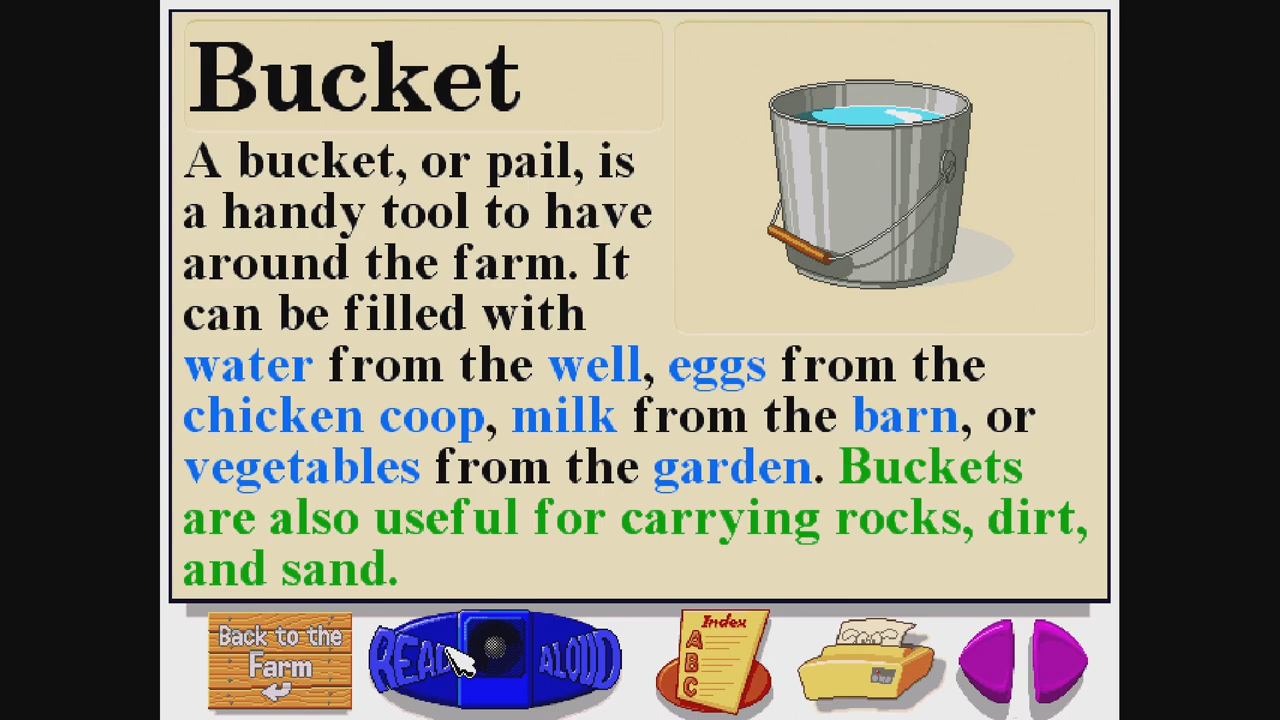 Bucket
A bucket, or pail, is
a handy tool to have
around the farm. It
can be filled with
water from the well, eggs from the
chicken coop, milk from the barn, or
vegetables from the garden. Buckets
are also useful for carrying rocks, dirt,
and sand.
Back to the
Farm
READ ALOUD
Index
A
B
C